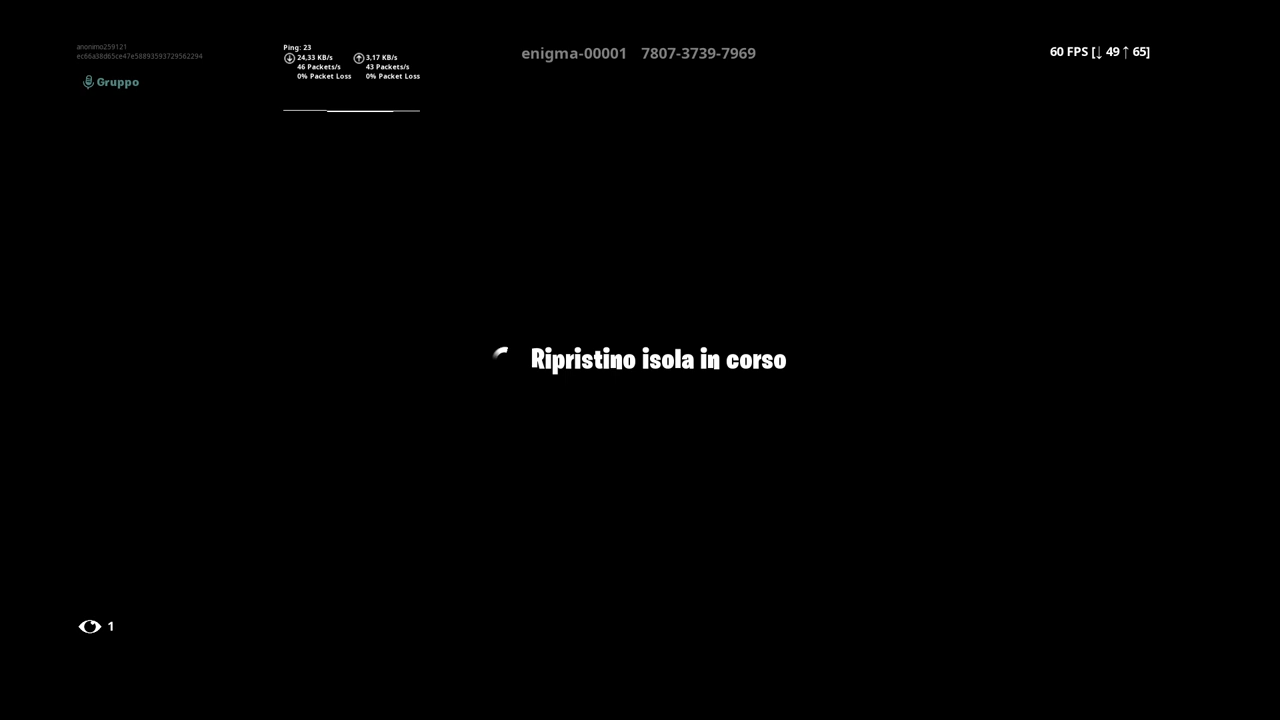 anonimo259121
ec66a38d65ce47e58893593729562294
Gruppo
Ping: 23
24,33 KB/s 3,17 KB/s
46 Packets/s 43 Packets/s
0% Packet Loss 0% Packet Loss
enigma-00001 7807-3739-7969
60 FPS [↓ 49 ↑ 65]
Ripristino isola in corso
1